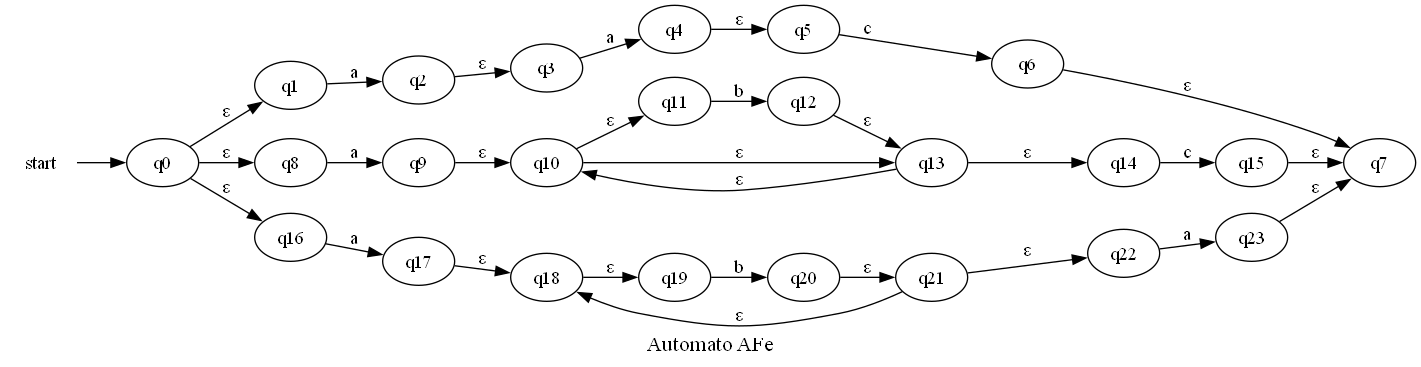 q4 ε q5 c
a
q1 a q2 ε q3 q6
ε q11 b q12 ε
ε ε
start q0 ε q8 a q9 ε q10 ε q13 ε q14 c q15 ε q7
ε
ε ε
q16 a q17 ε q18 ε q19 b q20 ε q21 ε q22 a q23
ε
Automato AFe